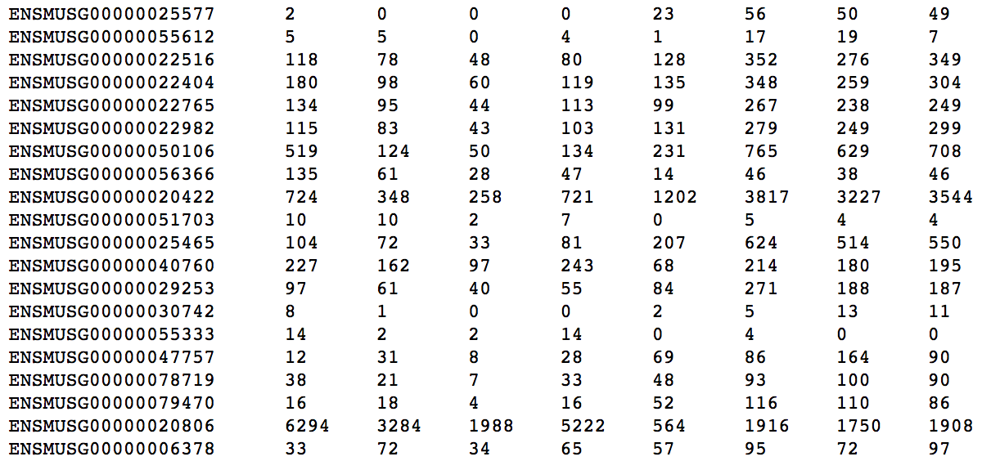 ENSMUSG00000025577 2 0 0 0 23 56 50 49
ENSMUSG00000055612 5 5 0 4 1 17 19 7
ENSMUSG00000022516 118 78 48 80 128 352 276 349
ENSMUSG00000022404 180 98 60 119 135 348 259 304
ENSMUSG00000022765 134 95 44 113 99 267 238 249
ENSMUSG00000022982 115 83 43 103 131 279 249 299
ENSMUSG00000050106 519 124 50 134 231 765 629 708
ENSMUSG00000056366 135 61 28 47 14 46 38 46
ENSMUSG00000020422 724 348 258 721 1202 3817 3227 3544
ENSMUSG00000051703 10 10 2 7 0 5 4 4
ENSMUSG00000025465 104 72 33 81 207 624 514 550
ENSMUSG00000040760 227 162 97 243 68 214 180 195
ENSMUSG00000029253 97 61 40 55 84 271 188 187
ENSMUSG00000030742 8 1 0 0 2 5 13 11
ENSMUSG00000055333 14 2 2 14 0 4 0 0
ENSMUSG00000047757 12 31 8 28 69 86 164 90
ENSMUSG00000078719 38 21 7 33 48 93 100 90
ENSMUSG00000079470 16 18 4 16 52 116 110 86
ENSMUSG00000020806 6294 3284 1988 5222 564 1916 1750 1908
ENSMUSG00000006378 33 72 34 65 57 95 72 97